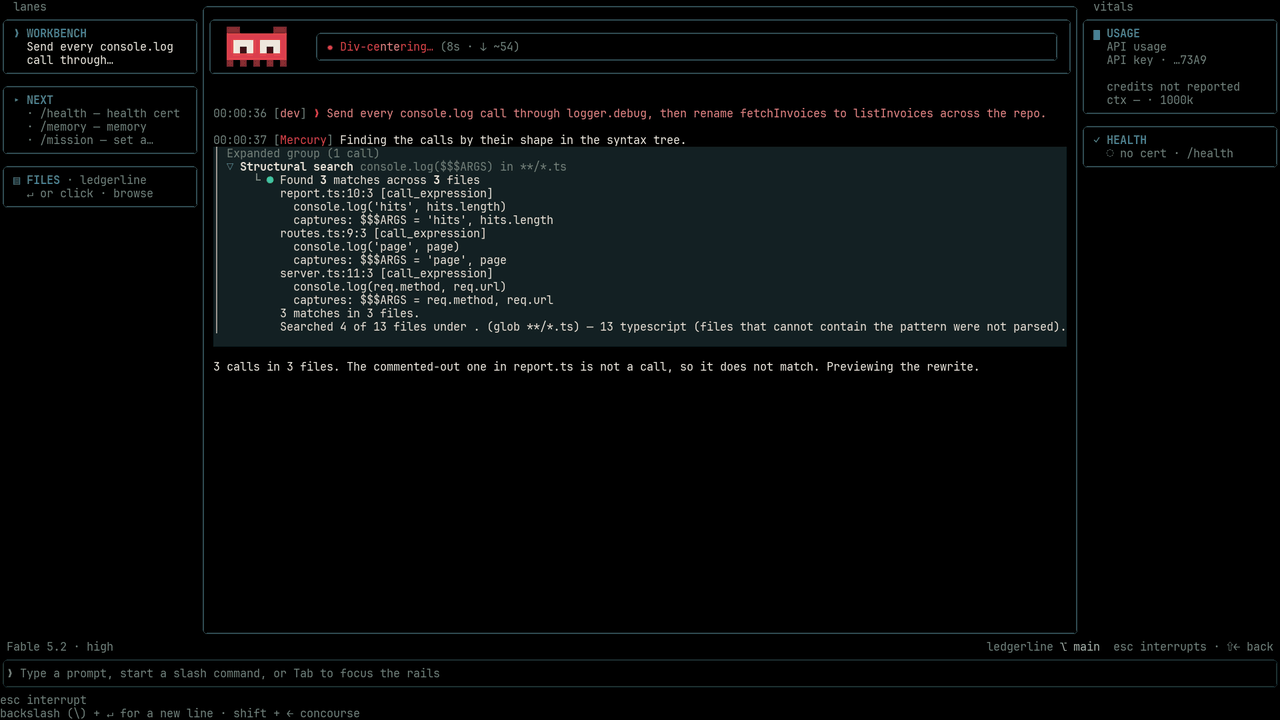 lanes
❫ WORKBENCH
Send every console.log
call through…
▸ NEXT
· /health — health cert
· /memory — memory
· /mission — set a…
▤ FILES · ledgerline
↵ or click · browse
● Div-centering… (8s · ↓ ~54)
00:00:36 [dev] ❫ Send every console.log call through logger.debug, then rename fetchInvoices to listInvoices across the repo.
00:00:37 [Mercury] Finding the calls by their shape in the syntax tree.
Expanded group (1 call)
▽ Structural search console.log($$$ARGS) in **/*.ts
└ ● Found 3 matches across 3 files
report.ts:10:3 [call_expression]
console.log('hits', hits.length)
captures: $$$ARGS = 'hits', hits.length
routes.ts:9:3 [call_expression]
console.log('page', page)
captures: $$$ARGS = 'page', page
server.ts:11:3 [call_expression]
console.log(req.method, req.url)
captures: $$$ARGS = req.method, req.url
3 matches in 3 files.
Searched 4 of 13 files under . (glob **/*.ts) — 13 typescript (files that cannot contain the pattern were not parsed).
3 calls in 3 files. The commented-out one in report.ts is not a call, so it does not match. Previewing the rewrite.
vitals
USAGE
API usage
API key · …73A9
credits not reported
ctx — · 1000k
✓ HEALTH
◌ no cert · /health
Fable 5.2 · high
ledgerline ⌥ main esc interrupts · ⇧← back
❫ Type a prompt, start a slash command, or Tab to focus the rails
esc interrupt
backslash (\) + ↵ for a new line · shift + ← concourse